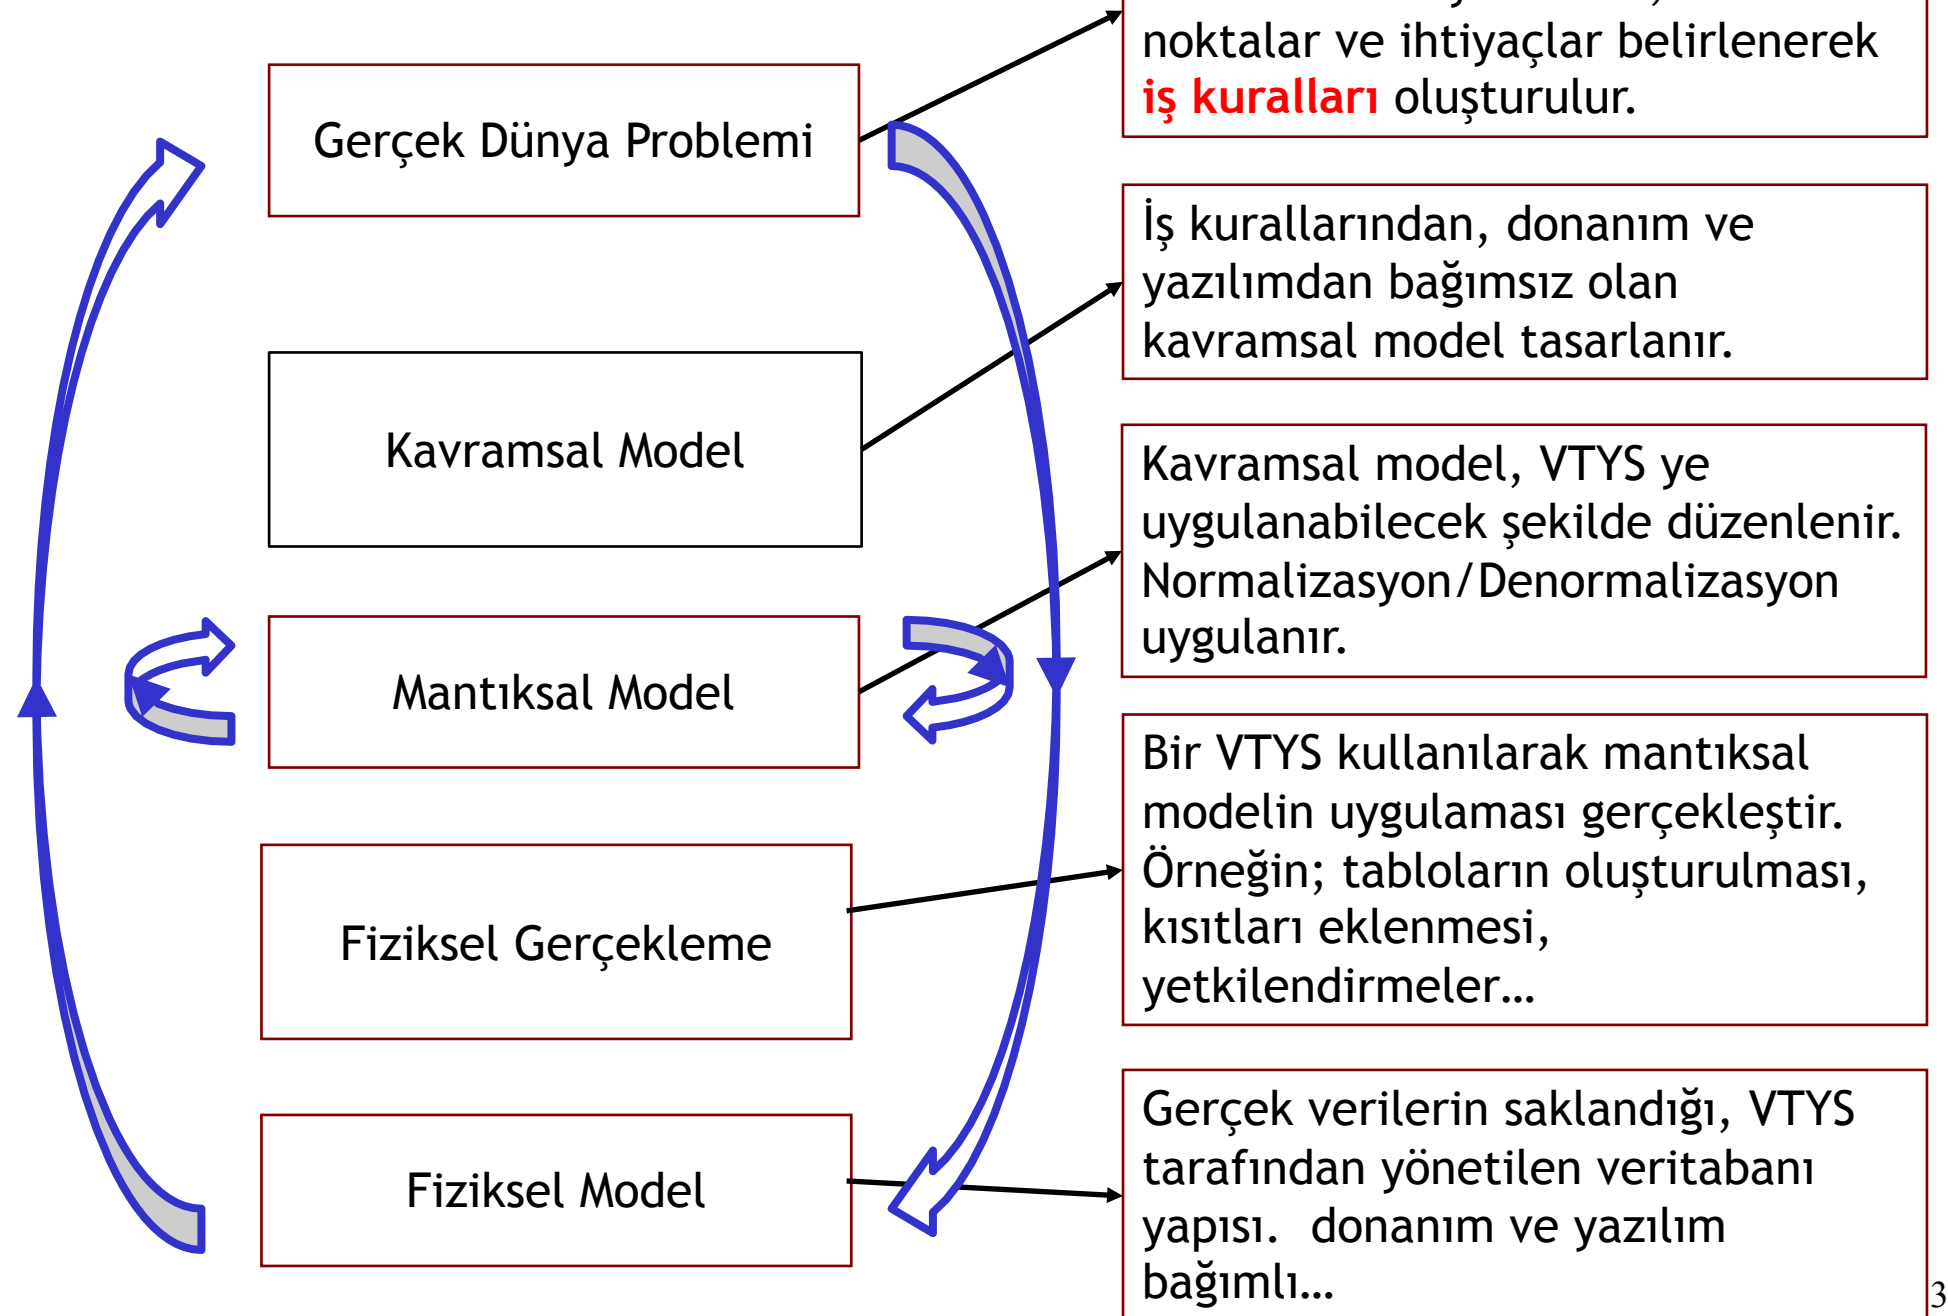 noktalar ve ihtiyaçlar belirlenerek
iş kuralları oluşturulur.
Gerçek Dünya Problemi
İş kurallarından, donanım ve
yazılımdan bağımsız olan
kavramsal model tasarlanır.
Kavramsal Model
Kavramsal model, VTYS ye
uygulanabilecek şekilde düzenlenir.
Normalizasyon/Denormalizasyon
uygulanır.
Mantıksal Model
Bir VTYS kullanılarak mantıksal
modelin uygulaması gerçekleştir.
Örneğin; tabloların oluşturulması,
kısıtları eklenmesi,
yetkilendirmeler…
Fiziksel Gerçekleme
Gerçek verilerin saklandığı, VTYS
tarafından yönetilen veritabanı
yapısı.  donanım ve yazılım
bağımlı…
Fiziksel Model
3